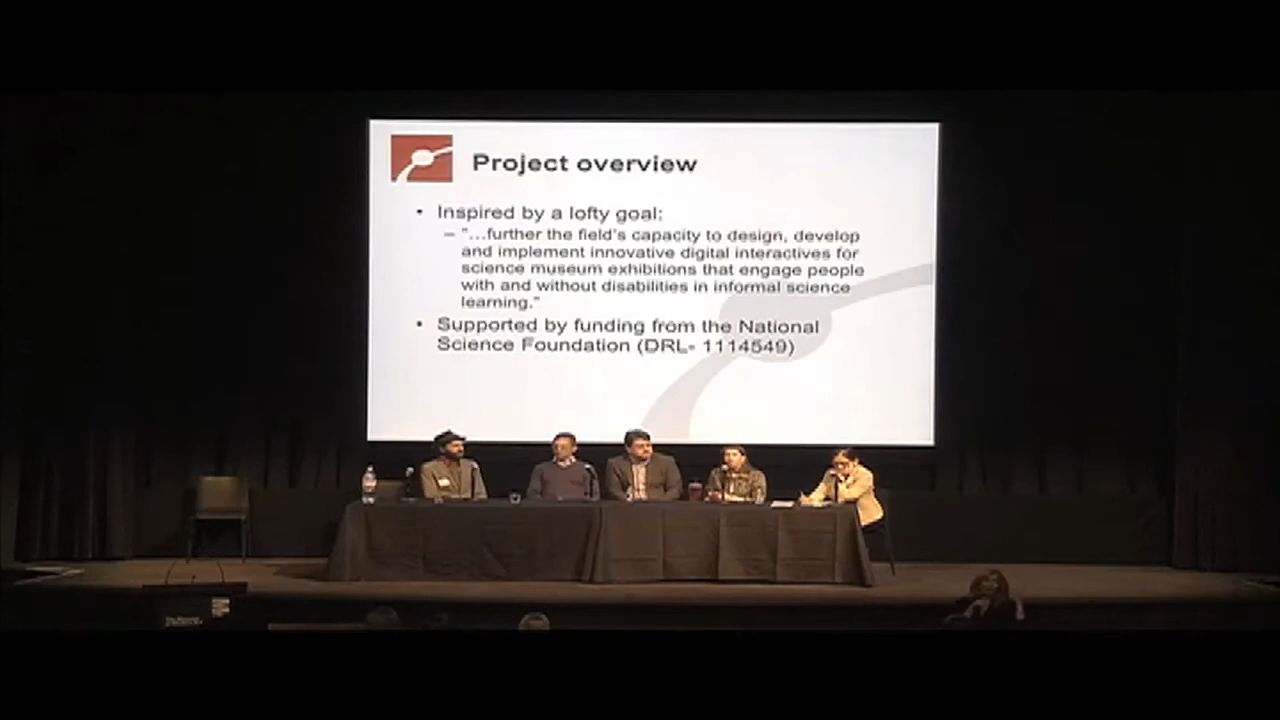 Project overview
• Inspired by a lofty goal:
– "...further the field's capacity to design, develop
and implement innovative digital interactives for
science museum exhibitions that engage people
with and without disabilities in informal science
learning."
• Supported by funding from the National
Science Foundation (DRL- 1114549)